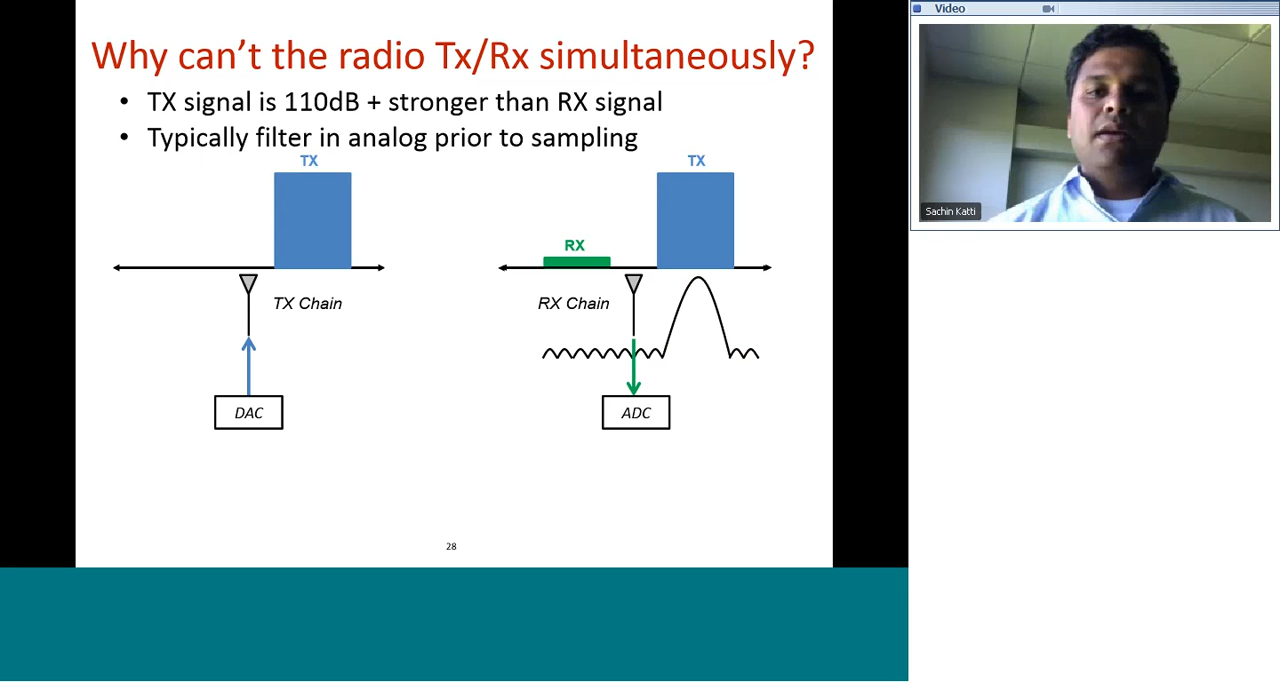 Why can't the radio Tx/Rx simultaneously?
• TX signal is 110dB + stronger than RX signal
• Typically filter in analog prior to sampling
TX
TX
RX
TX Chain
RX Chain
DAC
ADC
28
Video
Sachin Katti